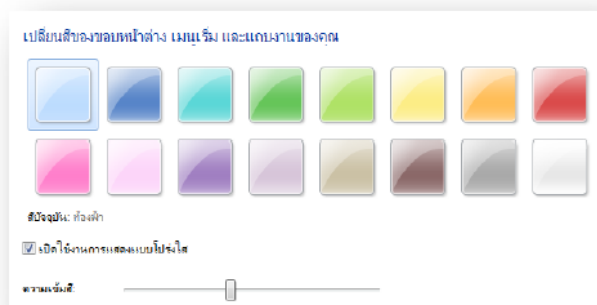 เปลี่ยนสีของขอบหน้าต่าง เมนูเริ่ม และแถบงานของคุณ
สีปัจจุบัน: ท้องฟ้า
เปิดใช้งานการแสดงแบบโปร่งใส
ความเข้มสี: